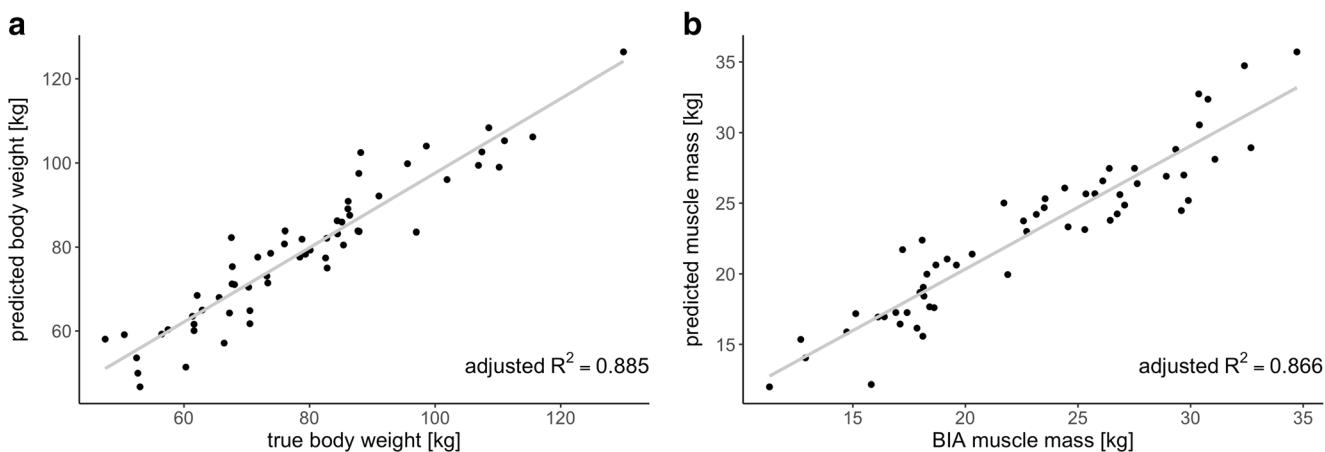 a
predicted body weight [kg]
120
100
80
60
60 80 100 120
true body weight [kg]
adjusted R² = 0.885
b
predicted muscle mass [kg]
35
30
25
20
15
15 20 25 30 35
BIA muscle mass [kg]
adjusted R² = 0.866